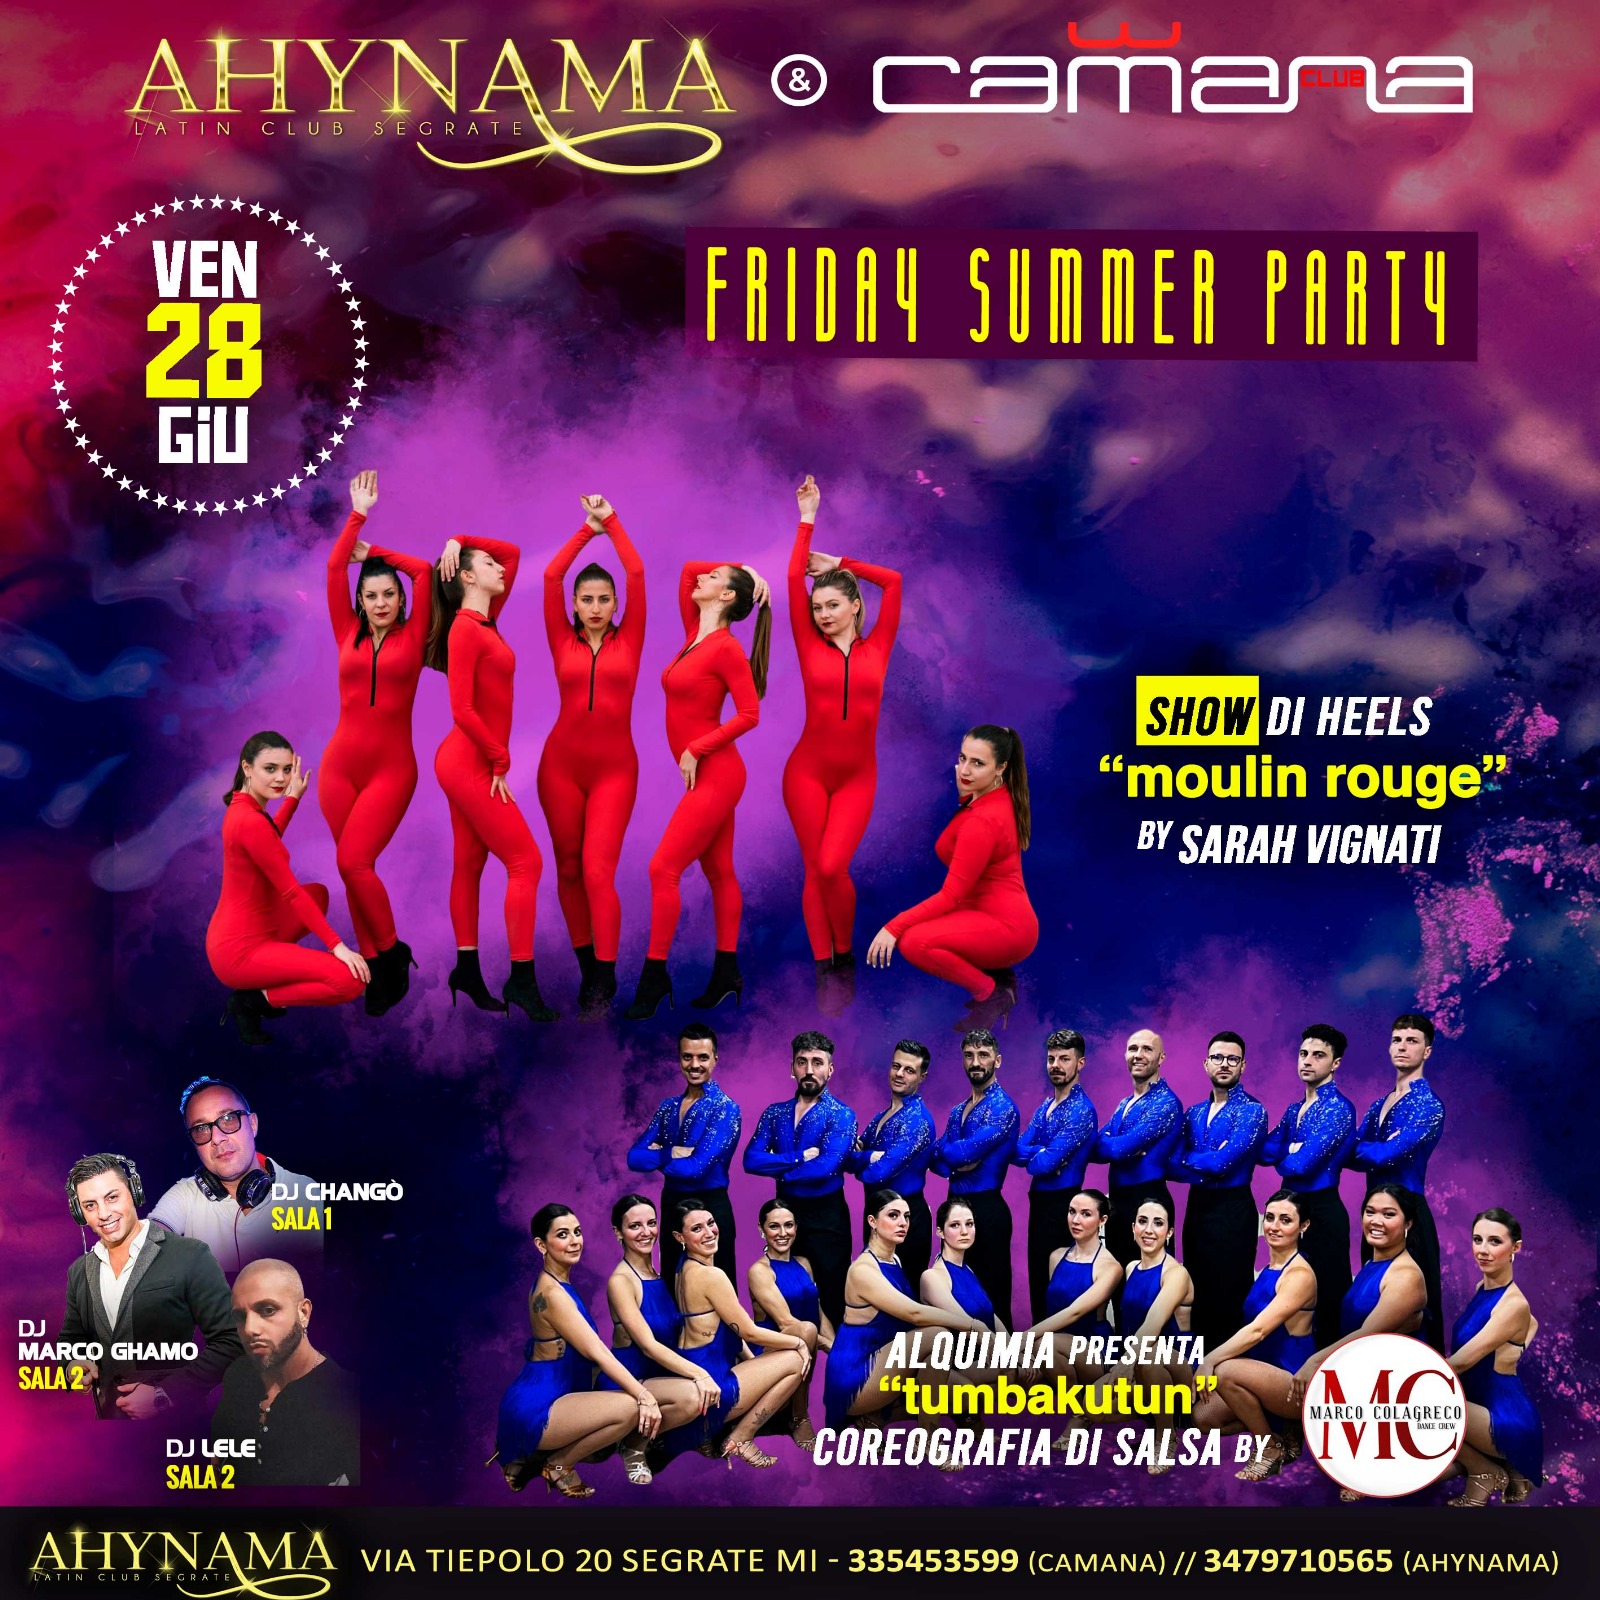 AHYNAMA & camana CLUB
LATIN CLUB SEGRATE
VEN
28
GiU
FRIDAY SUMMER PARTY
SHOW DI HEELS
“moulin rouge”
BY SARAH VIGNATI
DJ CHANGÒ
SALA 1
DJ
MARCO GHAMO
SALA 2
DJ LELE
SALA 2
ALQUIMIA PRESENTA
“tumbakutun”
COREOGRAFIA DI SALSA BY
MC
MARCO COLAGRECO
DANCE CREW
AHYNAMA
LATIN CLUB SEGRATE
VIA TIEPOLO 20 SEGRATE MI - 335453599 (CAMANA) // 3479710565 (AHYNAMA)